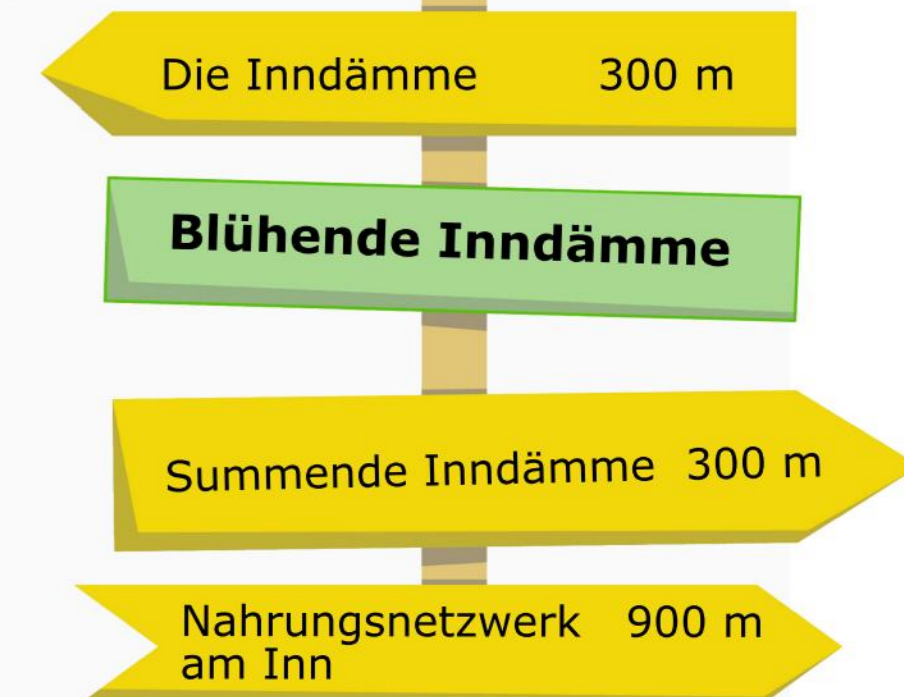 Die Inndämme 300 m
Blühende Inndämme
Summende Inndämme 300 m
Nahrungsnetzwerk 900 m
am Inn